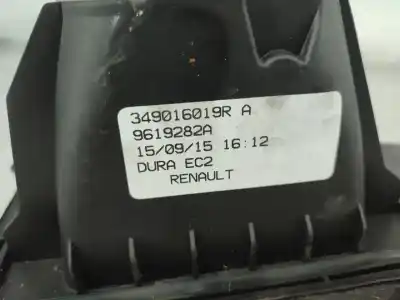 349016019R A
9619282A
15/09/15 16:12
DURA EC2
RENAULT